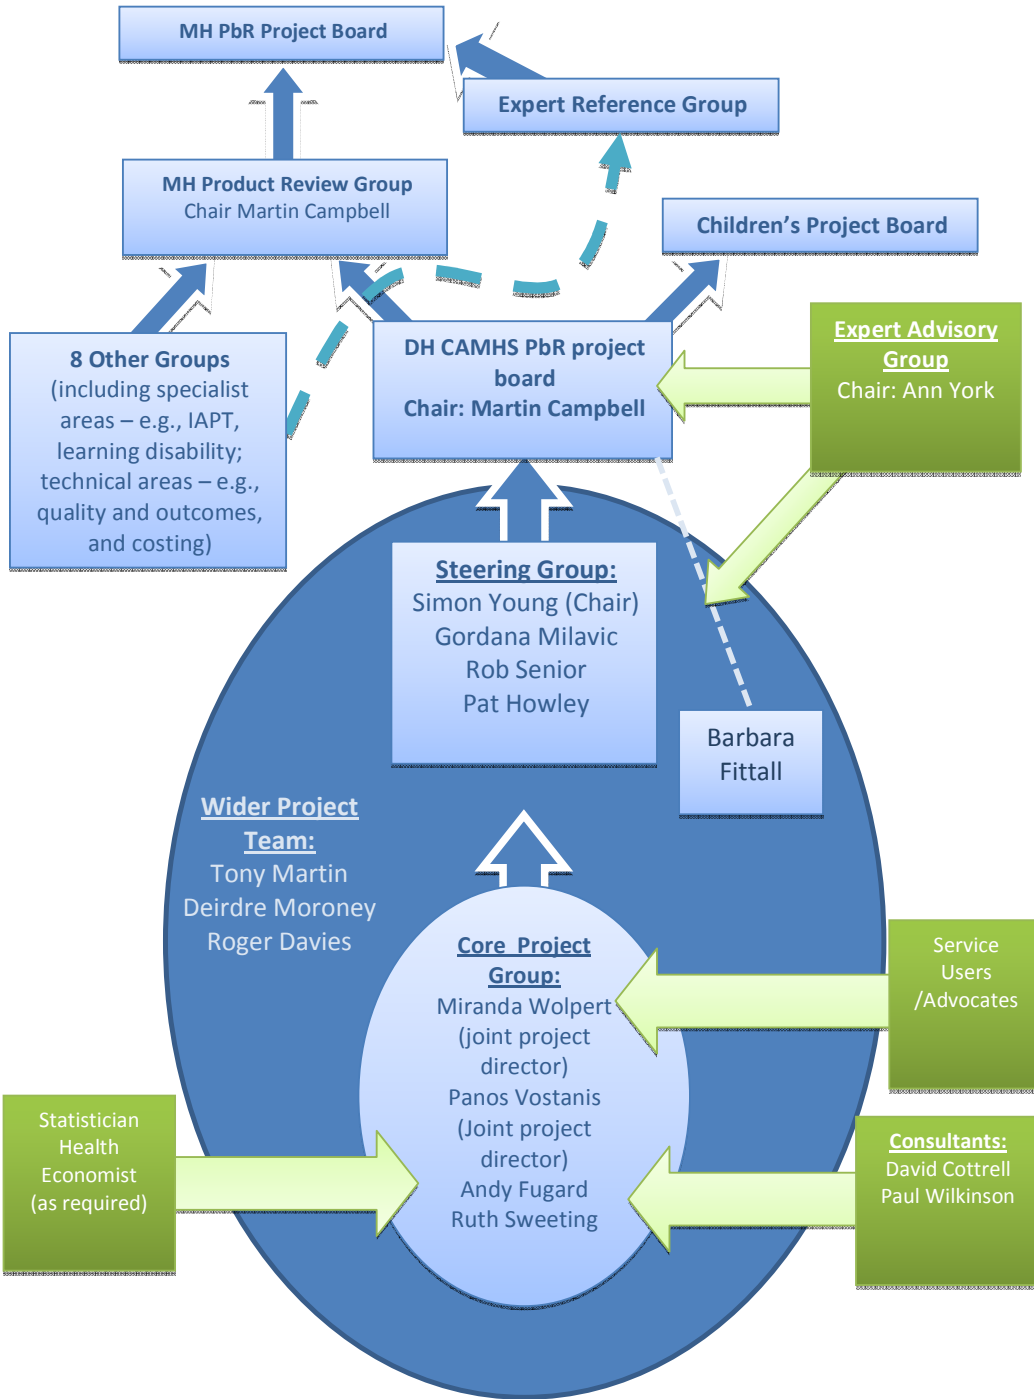 MH PbR Project Board
Expert Reference Group
MH Product Review Group
Chair Martin Campbell
Children’s Project Board
8 Other Groups
(including specialist
areas – e.g., IAPT,
learning disability;
technical areas – e.g.,
quality and outcomes,
and costing)
DH CAMHS PbR project
board
Chair: Martin Campbell
Expert Advisory
Group
Chair: Ann York
Steering Group:
Simon Young (Chair)
Gordana Milavic
Rob Senior
Pat Howley
Barbara
Fittall
Wider Project
Team:
Tony Martin
Deirdre Moroney
Roger Davies
Core Project
Group:
Miranda Wolpert
(joint project
director)
Panos Vostanis
(Joint project
director)
Andy Fugard
Ruth Sweeting
Service
Users
/Advocates
Statistician
Health
Economist
(as required)
Consultants:
David Cottrell
Paul Wilkinson